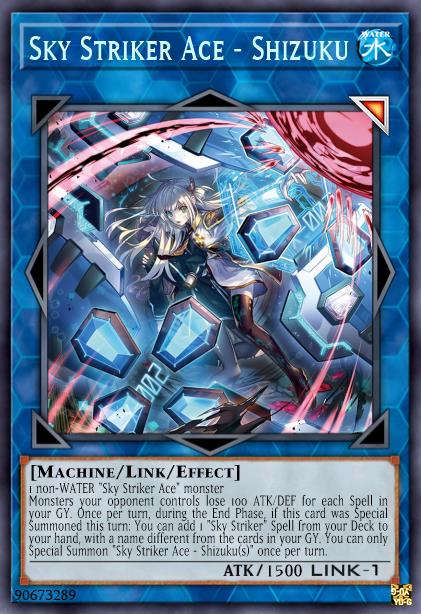 Sky Striker Ace - Shizuku
WATER
水
002
[Machine/Link/Effect]
1 non-WATER "Sky Striker Ace" monster
Monsters your opponent controls lose 100 ATK/DEF for each Spell in
your GY. Once per turn, during the End Phase, if this card was Special
Summoned this turn: You can add 1 "Sky Striker" Spell from your Deck to
your hand, with a name different from the cards in your GY. You can only
Special Summon "Sky Striker Ace - Shizuku(s)" once per turn.
ATK/1500 LINK-1
90673289